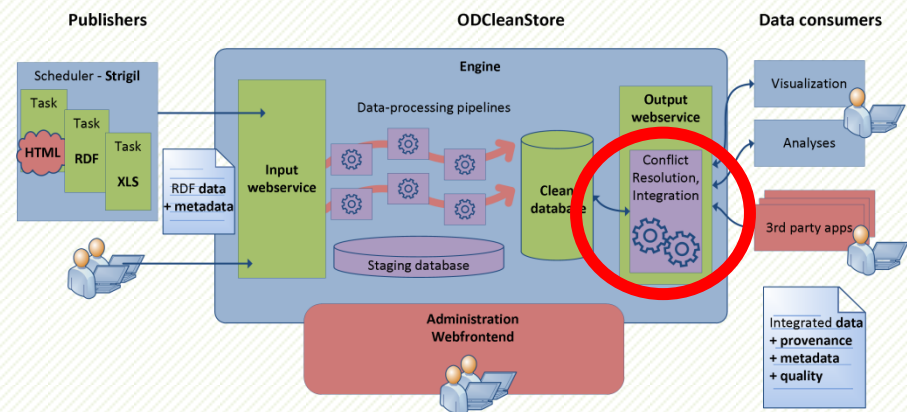 Publishers
ODCleanStore
Data consumers
Scheduler - Strigil
Task
HTML
Task
RDF
Task
XLS
RDF data
+ metadata
Engine
Input
webservice
Data-processing pipelines
Staging database
Clean
database
Output
webservice
Conflict
Resolution,
Integration
Administration
Webfrontend
Visualization
Analyses
3rd party apps
Integrated data
+ provenance
+ metadata
+ quality